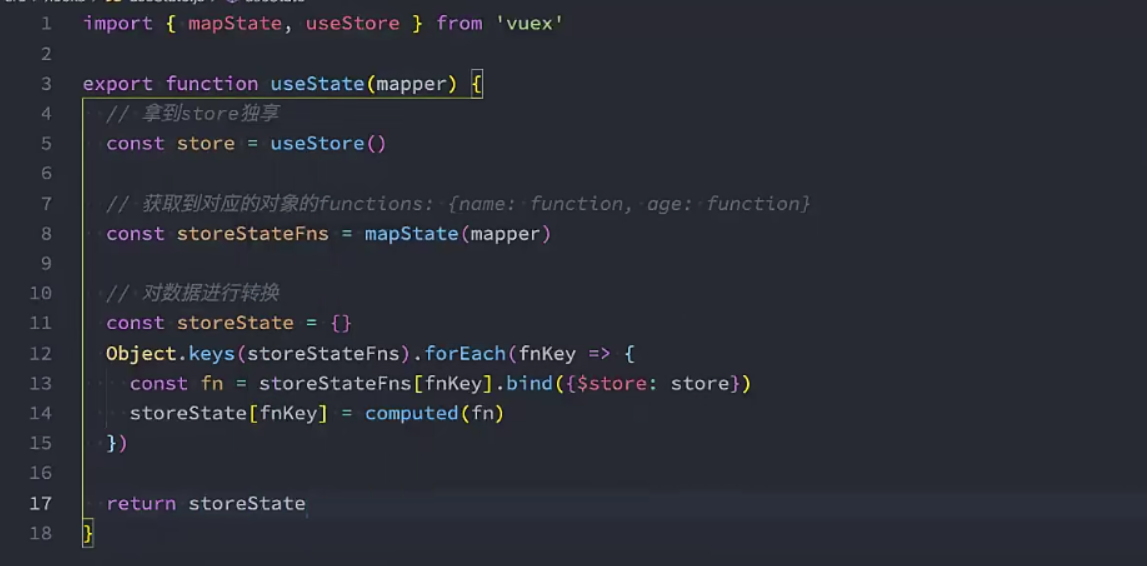 1 import { mapState, useStore } from 'vuex'
2
3 export function useState(mapper) {
4 // 拿到store独享
5 const store = useStore()
6
7 // 获取到对应的对象的functions: {name: function, age: function}
8 const storeStateFns = mapState(mapper)
9
10 // 对数据进行转换
11 const storeState = {}
12 Object.keys(storeStateFns).forEach(fnKey => {
13 const fn = storeStateFns[fnKey].bind({$store: store})
14 storeState[fnKey] = computed(fn)
15 })
16
17 return storeState
18 }